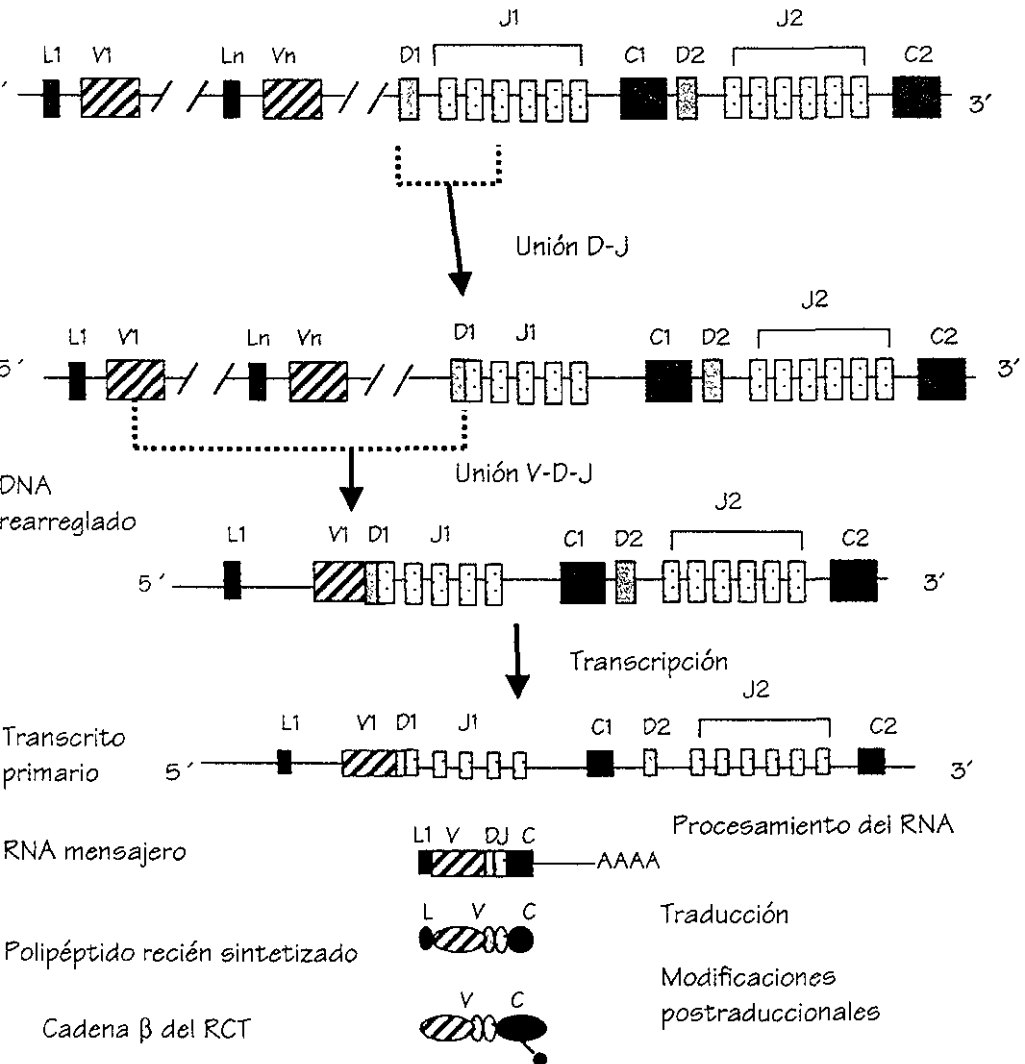 J1
J2
L1 V1 Ln Vn D1 C1 D2 C2
3´
Unión D-J
J2
L1 V1 Ln Vn D1 J1 C1 D2 C2
5´ 3´
Unión V-D-J
DNA
rearreglado
J2
L1 V1 D1 J1 C1 D2 C2
5´ 3´
Transcripción
J2
L1 V1 D1 J1 C1 D2 C2
Transcrito
primario
5´ 3´
Procesamiento del RNA
L1 V DJ C
RNA mensajero
AAAA
L V C
Traducción
Polipéptido recién sintetizado
Modificaciones
postraduccionales
V C
Cadena β del RCT